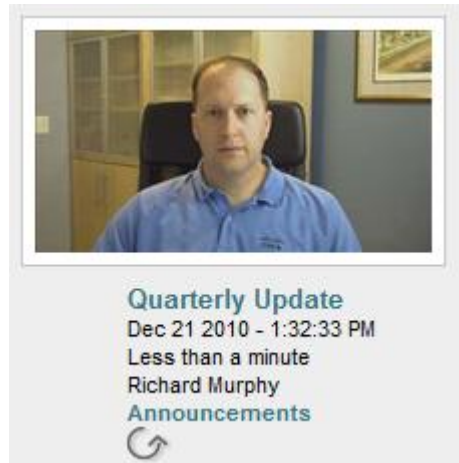 Quarterly Update
Dec 21 2010 - 1:32:33 PM
Less than a minute
Richard Murphy
Announcements